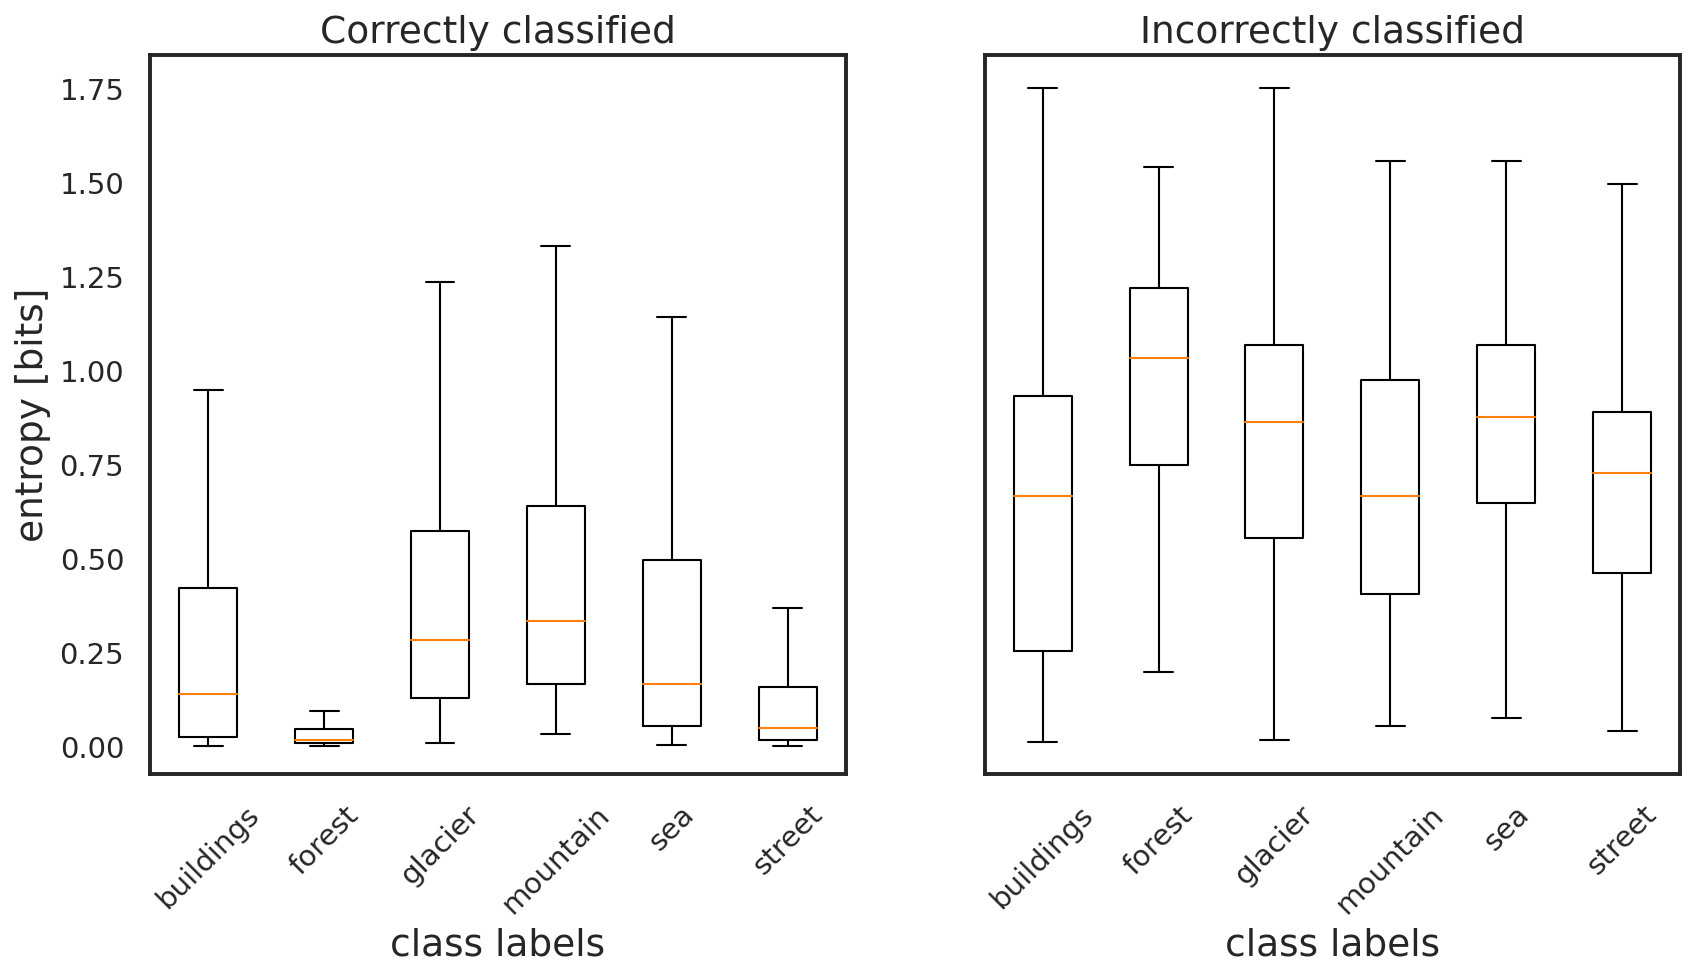 Correctly classified
Incorrectly classified
entropy [bits]
1.75
1.50
1.25
1.00
0.75
0.50
0.25
0.00
buildings
forest
glacier
mountain
sea
street
class labels
buildings
forest
glacier
mountain
sea
street
class labels